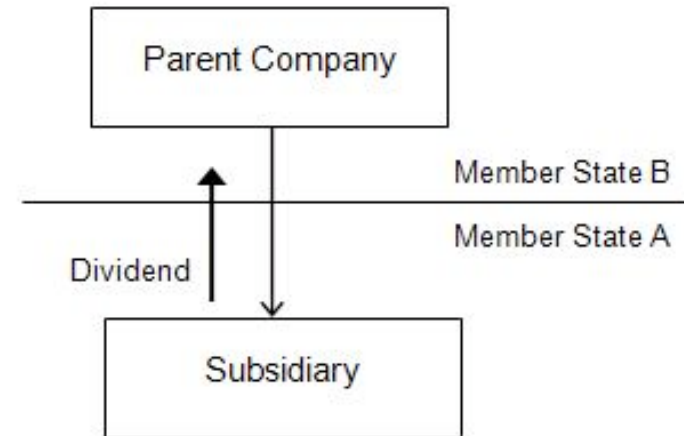 Parent Company
Member State B
Member State A
Dividend
Subsidiary